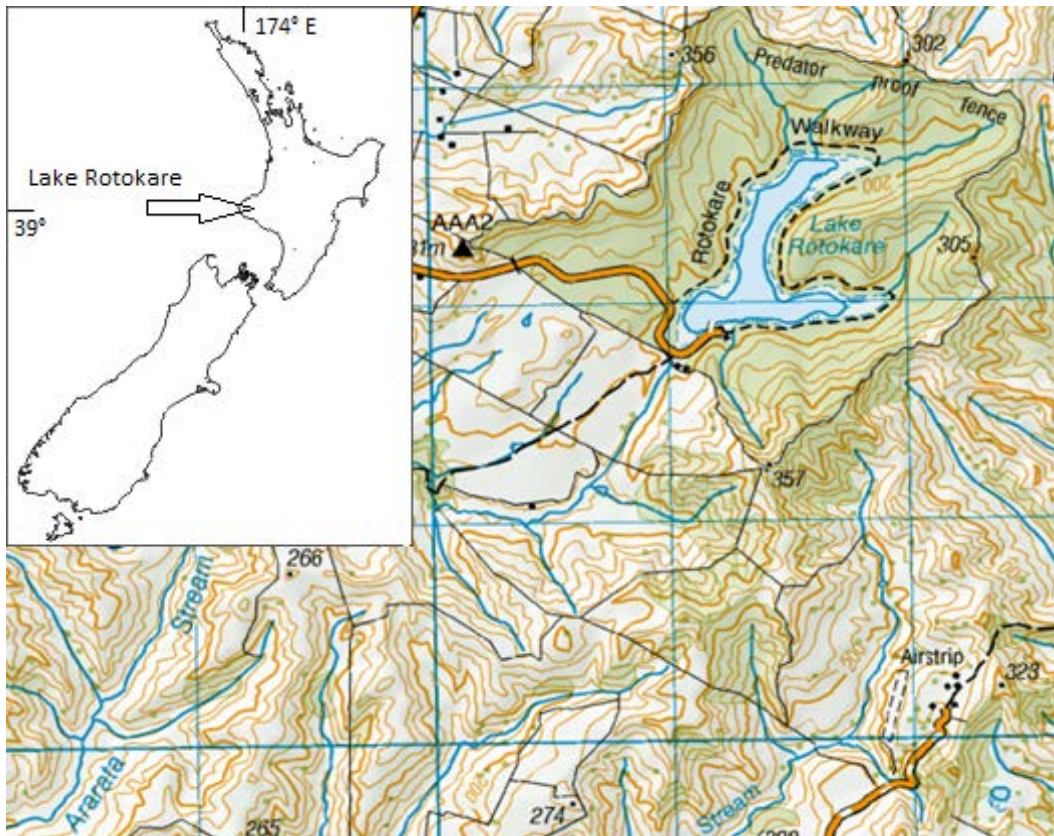 174° E
Lake Rotokare
39°
356
302
Predator proof fence
Walkway
200
Rotokare
Lake
Rotokare
AAA2
305
357
266
Stream
Airstrip
323
Ararata
274
Stream
265